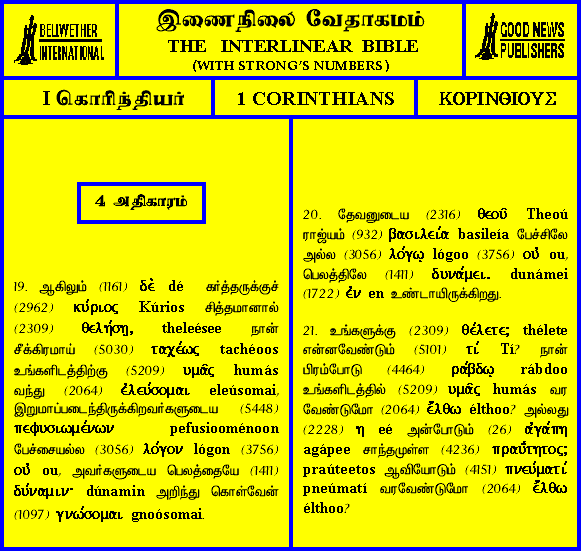 BELLWETHER
INTERNATIONAL
இணைநிலை வேதாகமம்
THE INTERLINEAR BIBLE
(WITH STRONG'S NUMBERS)
GOOD NEWS
PUBLISHERS
I கொரிந்தியர்
1 CORINTHIANS
ΚΟΡΙΝΘΙΟΥΣ
4 அதிகாரம்
19. ஆகிலும் (1161) δὲ dé கர்த்தருக்குச்
(2962) κύριος Kúrios சித்தமானால்
(2309) θελήση, theleésee நான்
சீக்கிரமாய் (5030) ταχέως tachéoos
உங்களிடத்திற்கு (5209) υμᾶς humás
வந்து (2064) ἐλεύσομαι eleúsomai,
இறுமாப்படைந்திருக்கிறவர்களுடைய (5448)
πεφυσιωμένων pefusiooménoon
பேச்சையல்ல (3056) λόγον lógon (3756)
οὐ ou, அவர்களுடைய பெலத்தையே (1411)
δύναμιν· dúnamin அறிந்து கொள்வேன்
(1097) γνώσομαι gnoósomai.
20. தேவனுடைய (2316) θεοῦ Theoú
ராஜ்யம் (932) βασιλεία basileía பேச்சிலே
அல்ல (3056) λόγῳ lógoo (3756) οὐ ou,
பெலத்திலே (1411) δυνάμει. dunámei
(1722) ἐν en உண்டாயிருக்கிறது.
21. உங்களுக்கு (2309) θέλετε; thélete
என்னவேண்டும் (5101) τί Tí? நான்
பிரம்போடு (4464) ράβδῳ rábdoo
உங்களிடத்தில் (5209) υμᾶς humás வர
வேண்டுமோ (2064) ἔλθω élthoo? அல்லது
(2228) η eé அன்போடும் (26) ἀγάπη
agápee சாந்தமுள்ள (4236) πραΰτητος;
praúteetos ஆவியோடும் (4151) πνεύματί
pneúmatí வரவேண்டுமோ (2064) ἔλθω
élthoo?